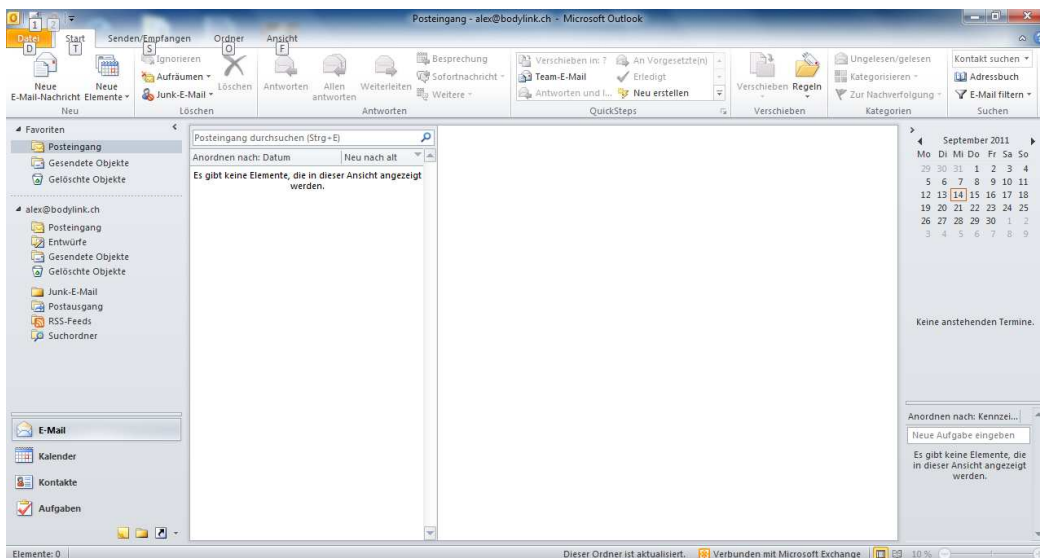 Posteingang - alex@bodylink.ch - Microsoft Outlook
1 2
Datei Start Senden/Empfangen Ordner Ansicht
D T S O F
Neue E-Mail-Nachricht
Neue Elemente
Neu
Ignorieren
Aufräumen
Junk-E-Mail
Löschen
Löschen
Antworten
Allen antworten
Weiterleiten
Besprechung
Sofortnachricht
Weitere
Antworten
Verschieben in: ?
Team-E-Mail
Antworten und l...
An Vorgesetzte(n)
Erledigt
Neu erstellen
QuickSteps
Verschieben
Regeln
Verschieben
Ungelesen/gelesen
Kategorisieren
Zur Nachverfolgung
Kategorien
Kontakt suchen
Adressbuch
E-Mail filtern
Suchen
Favoriten
Posteingang
Gesendete Objekte
Gelöschte Objekte
alex@bodylink.ch
Posteingang
Entwürfe
Gesendete Objekte
Gelöschte Objekte
Junk-E-Mail
Postausgang
RSS-Feeds
Suchordner
E-Mail
Kalender
Kontakte
Aufgaben
Posteingang durchsuchen (Strg+E)
Anordnen nach: Datum Neu nach alt
Es gibt keine Elemente, die in dieser Ansicht angezeigt
werden.
September 2011
Mo Di Mi Do Fr Sa So
29 30 31 1 2 3 4
5 6 7 8 9 10 11
12 13 14 15 16 17 18
19 20 21 22 23 24 25
26 27 28 29 30 1 2
3 4 5 6 7 8 9
Keine anstehenden Termine.
Anordnen nach: Kennzei...
Neue Aufgabe eingeben
Es gibt keine Elemente, die
in dieser Ansicht angezeigt
werden.
Elemente: 0
Dieser Ordner ist aktualisiert. Verbunden mit Microsoft Exchange 10 %